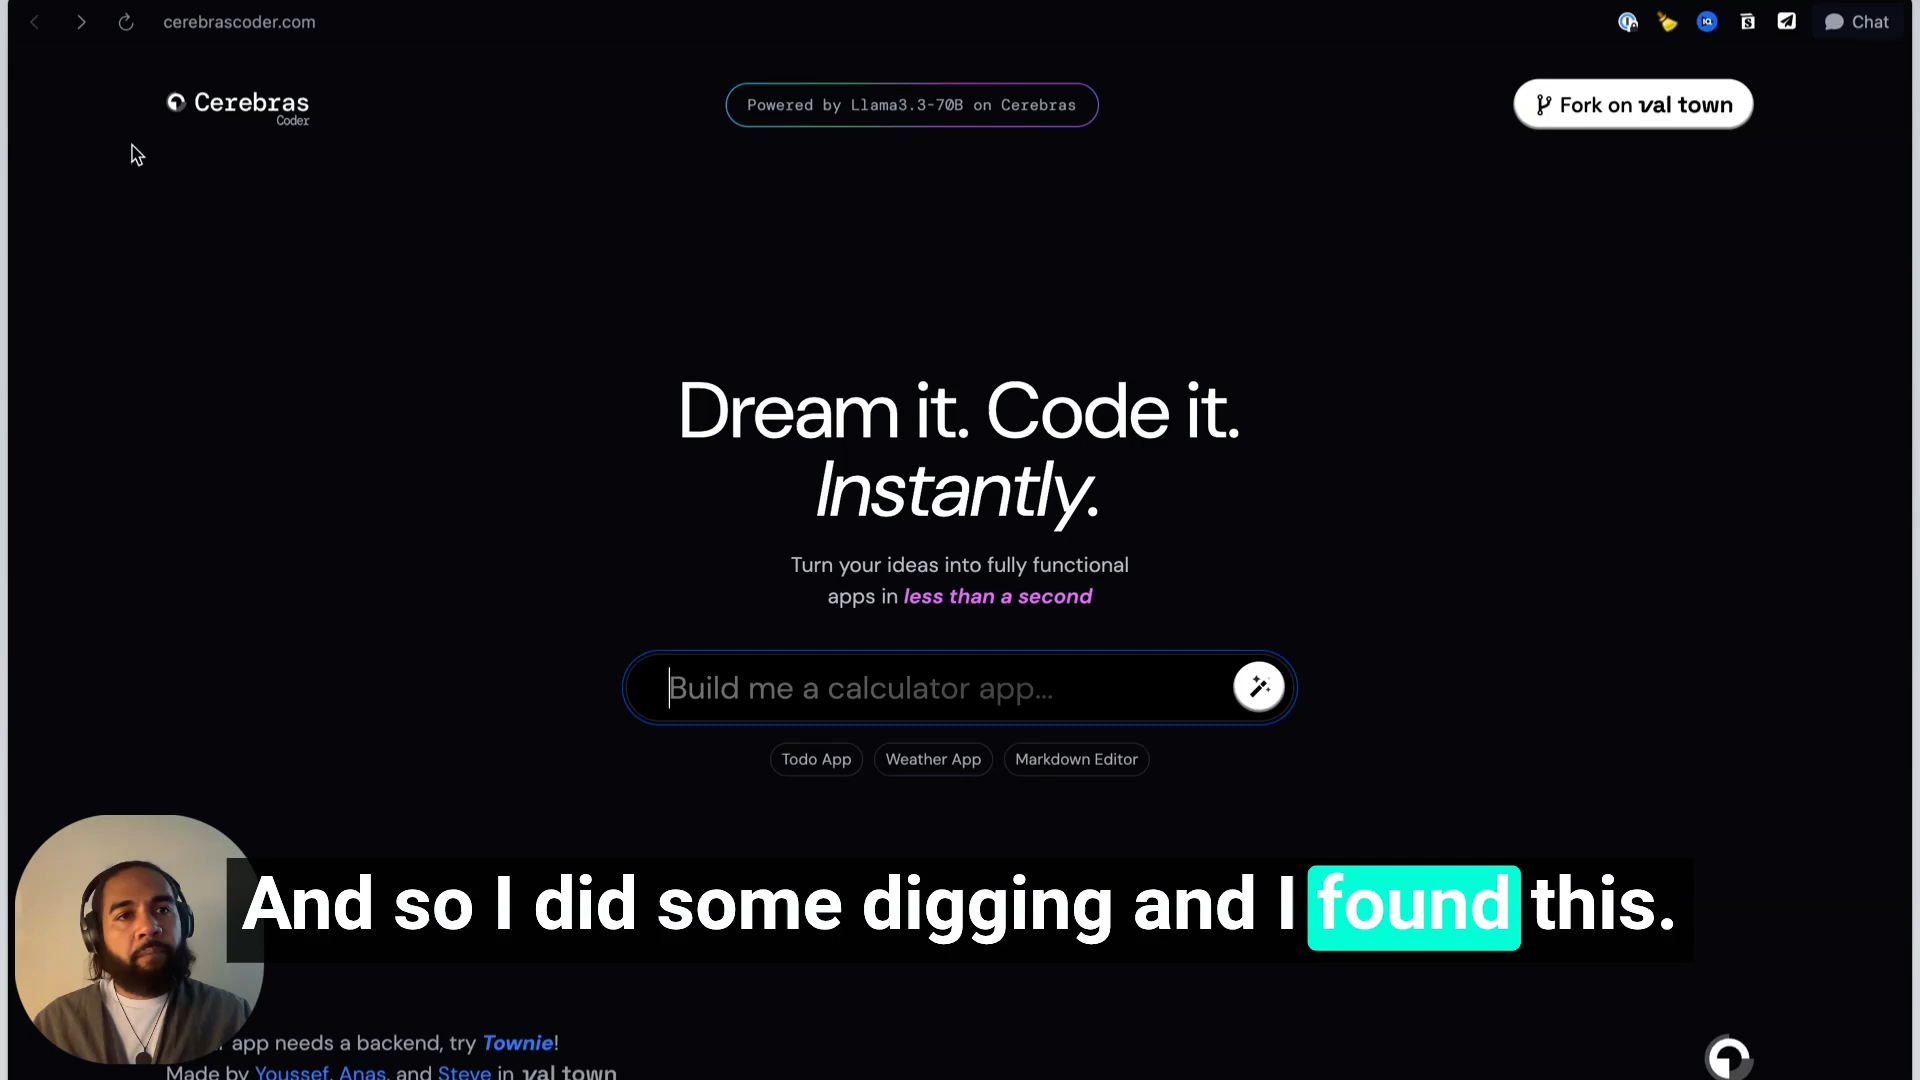 cerebrascoder.com
Chat
Cerebras
Coder
Powered by Llama3.3-70B on Cerebras
Fork on val town
Dream it. Code it.
Instantly.
Turn your ideas into fully functional
apps in less than a second
Build me a calculator app...
Todo App
Weather App
Markdown Editor
And so I did some digging and I found this.
app needs a backend, try Townie!
Made by Youssef, Anas, and Steve in val town